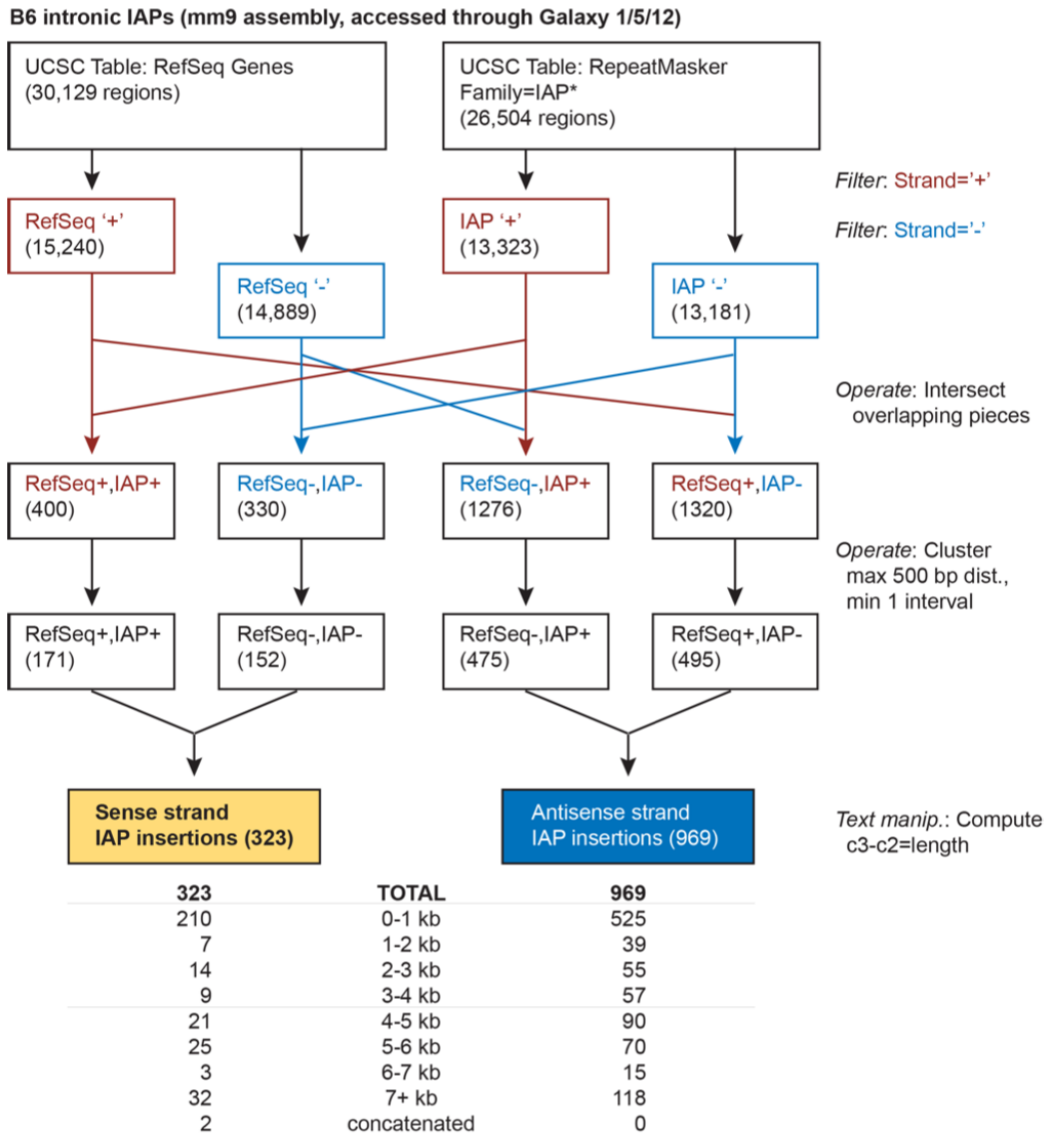 B6 intronic IAPs (mm9 assembly, accessed through Galaxy 1/5/12)
UCSC Table: RefSeq Genes
(30,129 regions)
UCSC Table: RepeatMasker
Family=IAP*
(26,504 regions)
Filter: Strand='+'
Filter: Strand='-'
RefSeq '+'
(15,240)
IAP '+'
(13,323)
RefSeq '-'
(14,889)
IAP '-'
(13,181)
Operate: Intersect
overlapping pieces
RefSeq+,IAP+
(400)
RefSeq-,IAP-
(330)
RefSeq-,IAP+
(1276)
RefSeq+,IAP-
(1320)
Operate: Cluster
max 500 bp dist.,
min 1 interval
RefSeq+,IAP+
(171)
RefSeq-,IAP-
(152)
RefSeq-,IAP+
(475)
RefSeq+,IAP-
(495)
Sense strand
IAP insertions (323)
Antisense strand
IAP insertions (969)
Text manip.: Compute
c3-c2=length
323 TOTAL 969
210 0-1 kb 525
7 1-2 kb 39
14 2-3 kb 55
9 3-4 kb 57
21 4-5 kb 90
25 5-6 kb 70
3 6-7 kb 15
32 7+ kb 118
2 concatenated 0